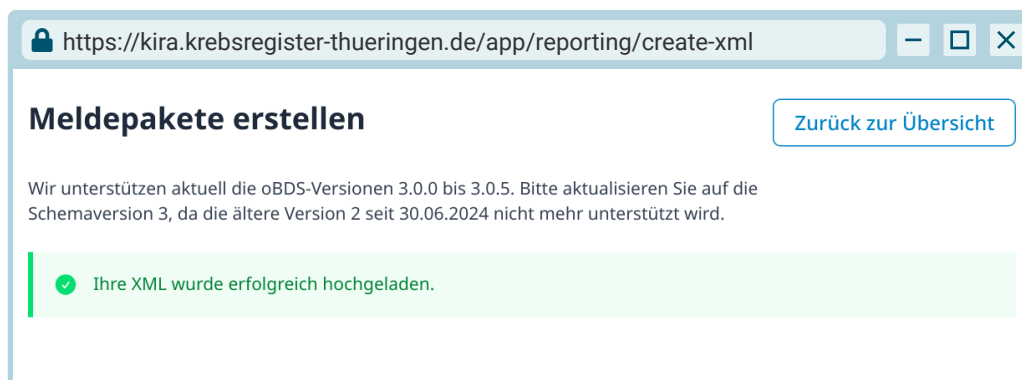 https://kira.krebsregister-thueringen.de/app/reporting/create-xml
Meldepakete erstellen
Zurück zur Übersicht
Wir unterstützen aktuell die oBDS-Versionen 3.0.0 bis 3.0.5. Bitte aktualisieren Sie auf die
Schemaversion 3, da die ältere Version 2 seit 30.06.2024 nicht mehr unterstützt wird.
Ihre XML wurde erfolgreich hochgeladen.